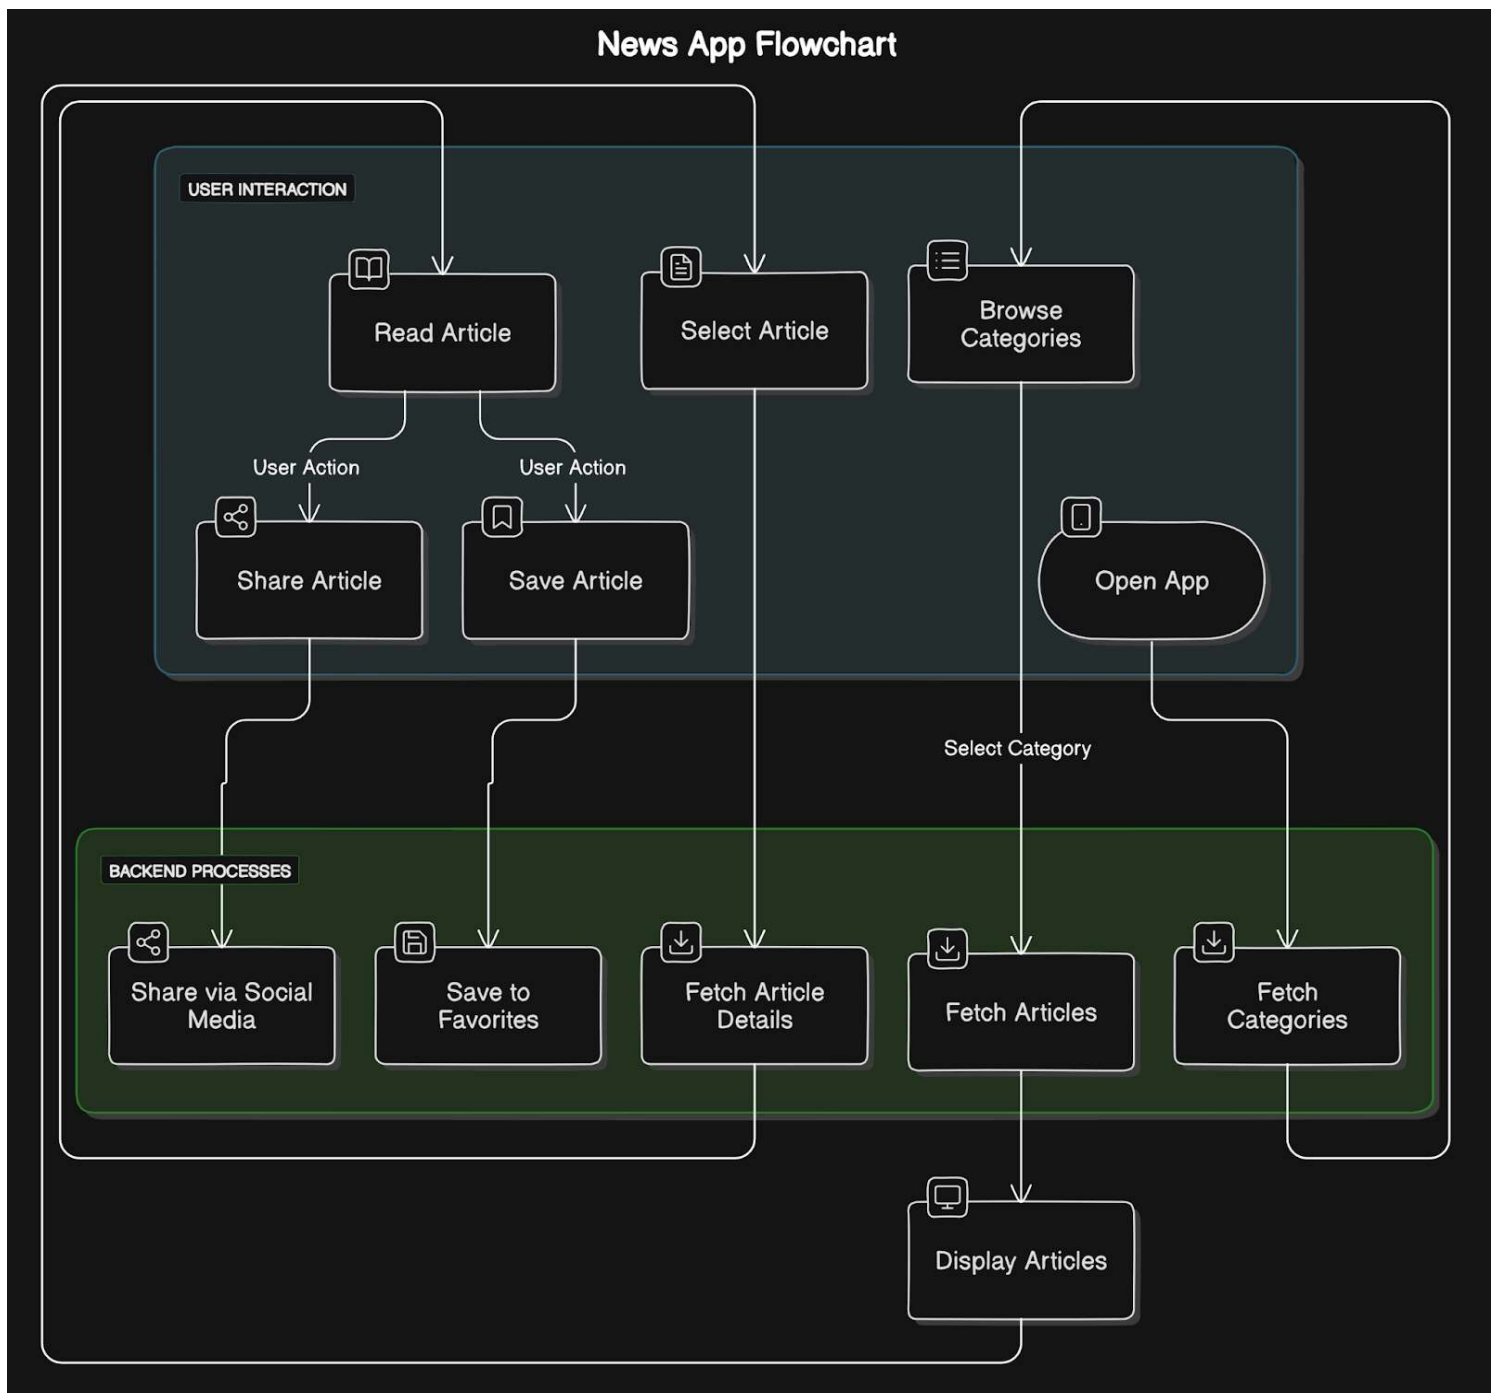 News App Flowchart
USER INTERACTION
Read Article
Select Article
Browse
Categories
User Action
User Action
Share Article
Save Article
Open App
Select Category
BACKEND PROCESSES
Share via Social
Media
Save to
Favorites
Fetch Article
Details
Fetch Articles
Fetch
Categories
Display Articles